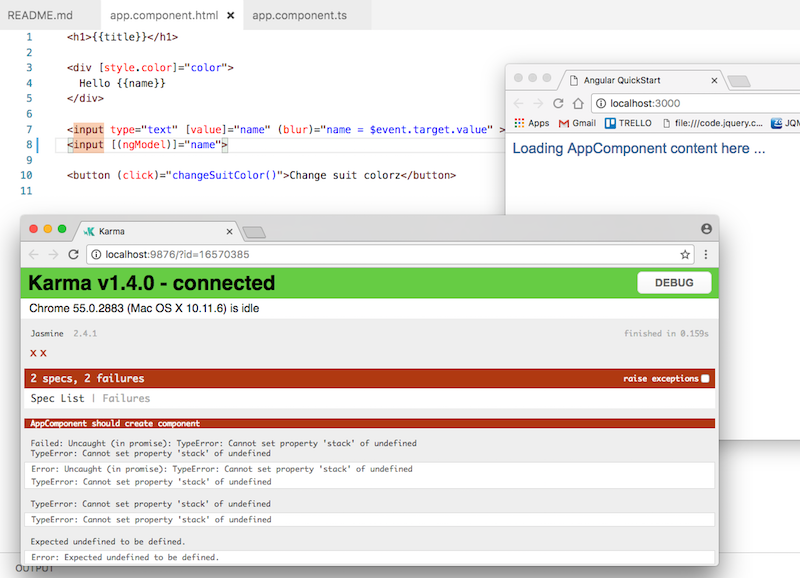 README.md
app.component.html
app.component.ts
1 <h1>{{title}}</h1>
2
3 <div [style.color]="color">
4 Hello {{name}}
5 </div>
6
7 <input type="text" [value]="name" (blur)="name = $event.target.value" >
8 <input [(ngModel)]="name">
9
10 <button (click)="changeSuitColor()">Change suit colorz</button>
11
Angular QuickStart
localhost:3000
Apps Gmail TRELLO file:///code.jquery.c... JQM
Loading AppComponent content here ...
Karma
localhost:9876/?id=16570385
Karma v1.4.0 - connected
DEBUG
Chrome 55.0.2883 (Mac OS X 10.11.6) is idle
Jasmine 2.4.1
finished in 0.159s
x x
2 specs, 2 failures
raise exceptions
Spec List | Failures
AppComponent should create component
Failed: Uncaught (in promise): TypeError: Cannot set property 'stack' of undefined
TypeError: Cannot set property 'stack' of undefined
Error: Uncaught (in promise): TypeError: Cannot set property 'stack' of undefined
TypeError: Cannot set property 'stack' of undefined
TypeError: Cannot set property 'stack' of undefined
TypeError: Cannot set property 'stack' of undefined
Expected undefined to be defined.
Error: Expected undefined to be defined.
OUTPUT